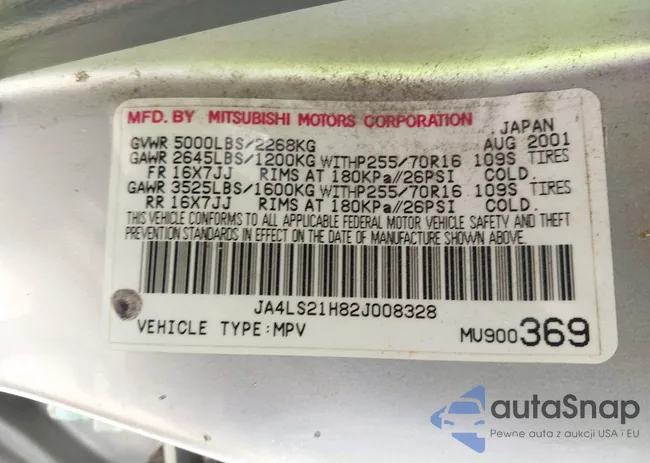 MFD. BY MITSUBISHI MOTORS CORPORATION
JAPAN
GVWR 5000LBS/2268KG AUG 2001
GAWR 2645LBS/1200KG WITHP255/70R16 109S TIRES
FR 16X7JJ RIMS AT 180KPa//26PSI COLD.
GAWR 3525LBS/1600KG WITHP255/70R16 109S TIRES
RR 16X7JJ RIMS AT 180KPa//26PSI COLD.
THIS VEHICLE CONFORMS TO ALL APPLICABLE FEDERAL MOTOR VEHICLE SAFETY AND THEFT
PREVENTION STANDARDS IN EFFECT ON THE DATE OF MANUFACTURE SHOWN ABOVE.
JA4LS21H82J008328
VEHICLE TYPE:MPV MU900369
autaSnap
Pewne auta z aukcji USA i EU